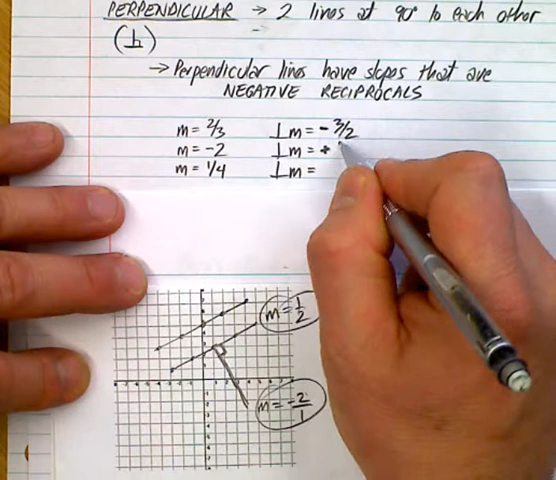 PERPENDICULAR → 2 lines at 90° to each other
(⊥)
→ Perpendicular lines have slopes that are
NEGATIVE RECIPROCALS
m = 2/3 ⊥m = -3/2
m = -2 ⊥m = +
m = 1/4 ⊥m =
m = 1/2
m = -2/1